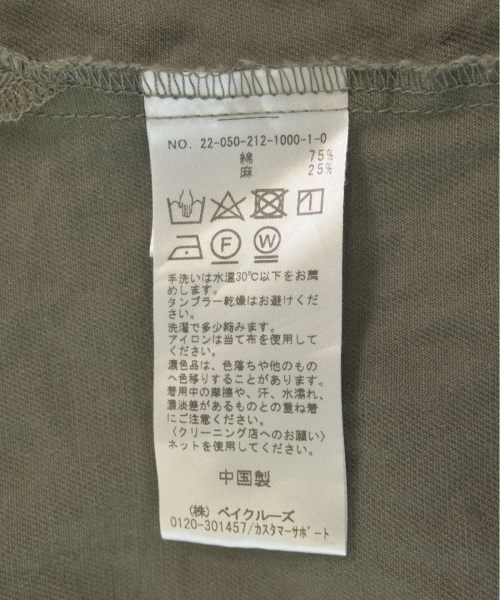 NO. 22-050-212-1000-1-0
綿 75%
麻 25%
F W
手洗いは水温30℃以下をお薦
めします。
タンブラー乾燥はお避けくだ
さい。
洗濯で多少縮みます。
アイロンは当て布を使用して
ください。
濃色品は、色落ちや他のもの
へ色移りすることがあります。
着用中の摩擦や、汗、水濡れ、
濃淡差があるものとの重ね着
にご注意ください。
〈クリーニング店へのお願い〉
ネットを使用してください。
中国製
(株) ベイクルーズ
0120-301457/カスタマーサポート